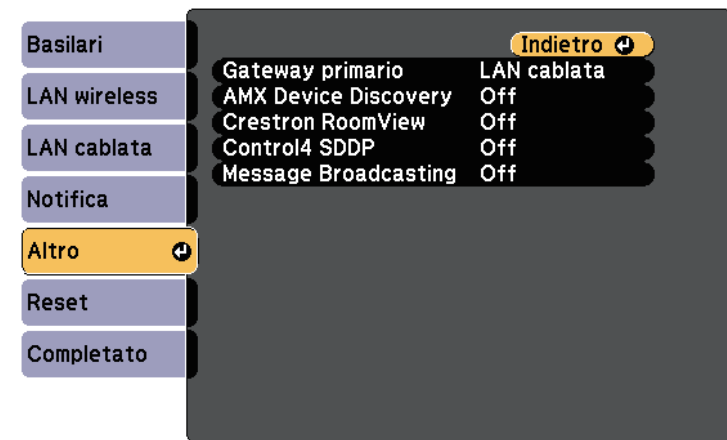 Basilari
LAN wireless
LAN cablata
Notifica
Altro
Reset
Completato
Indietro
Gateway primario LAN cablata
AMX Device Discovery Off
Crestron RoomView Off
Control4 SDDP Off
Message Broadcasting Off